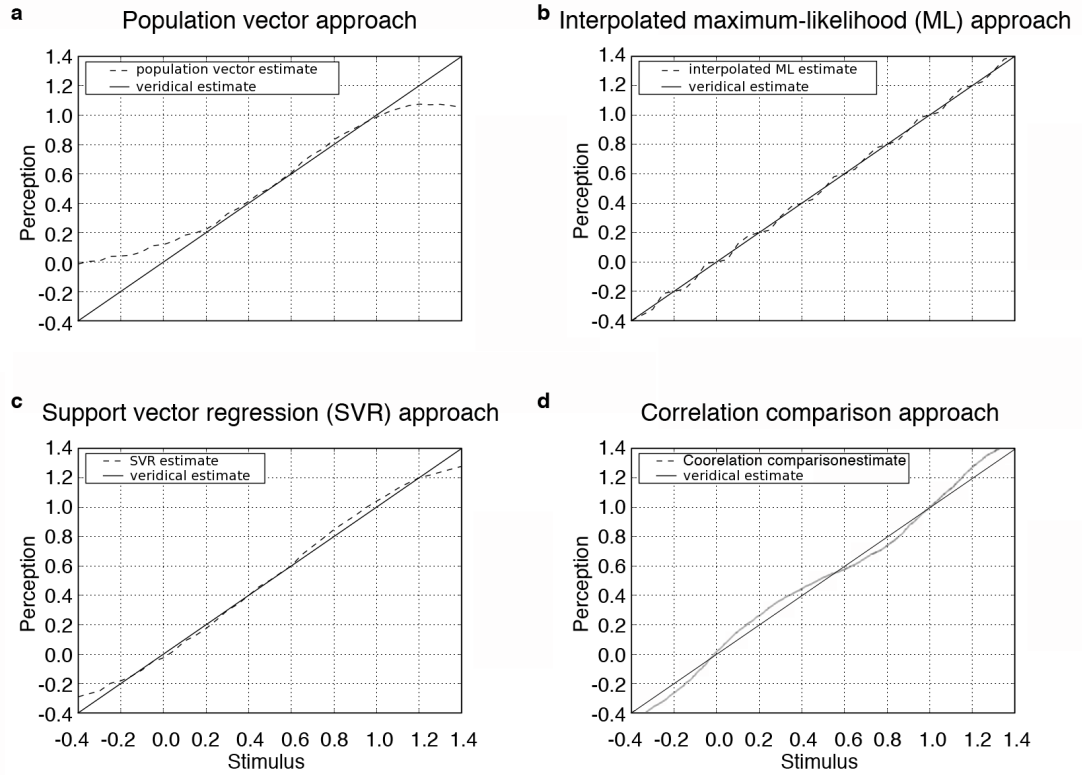 a Population vector approach
population vector estimate
veridical estimate
1.4
1.2
1.0
0.8
0.6
0.4
0.2
0.0
-0.2
-0.4
Perception
b Interpolated maximum-likelihood (ML) approach
interpolated ML estimate
veridical estimate
1.4
1.2
1.0
0.8
0.6
0.4
0.2
0.0
-0.2
-0.4
Perception
c Support vector regression (SVR) approach
SVR estimate
veridical estimate
1.4
1.2
1.0
0.8
0.6
0.4
0.2
0.0
-0.2
-0.4
Perception
-0.4 -0.2 0.0 0.2 0.4 0.6 0.8 1.0 1.2 1.4
Stimulus
d Correlation comparison approach
Coorelation comparisonestimate
veridical estimate
1.4
1.2
1.0
0.8
0.6
0.4
0.2
0.0
-0.2
-0.4
Perception
-0.4 -0.2 0.0 0.2 0.4 0.6 0.8 1.0 1.2 1.4
Stimulus